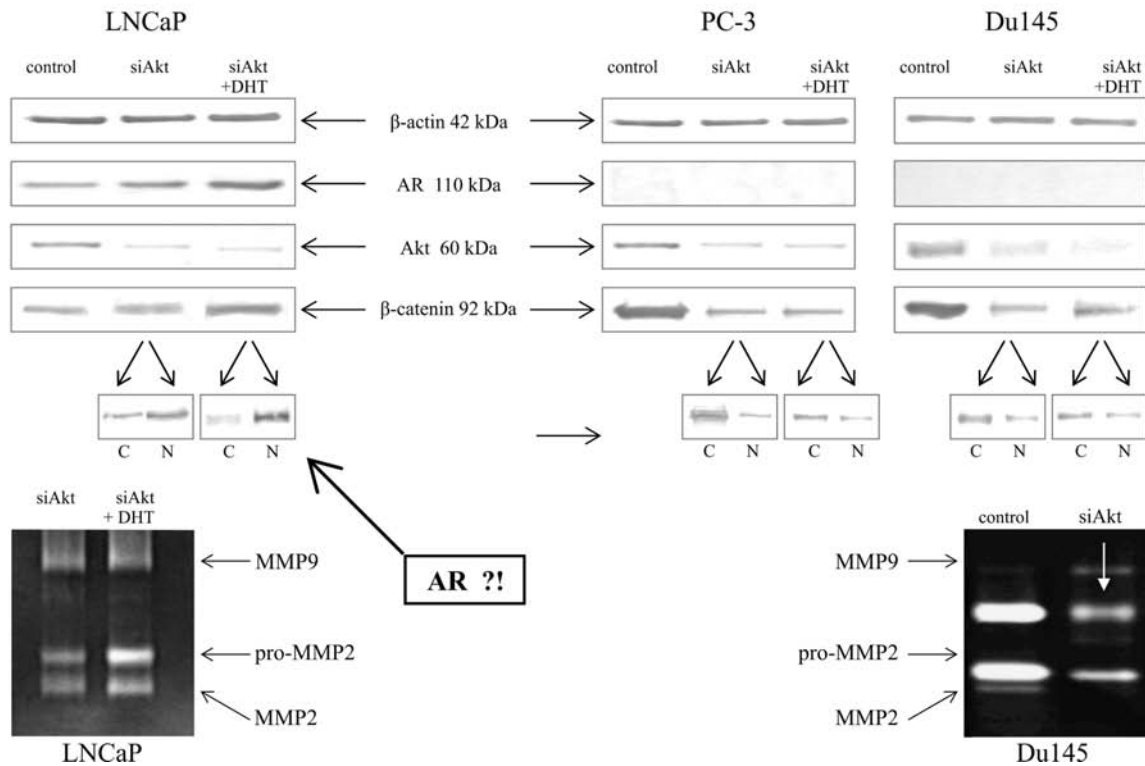 LNCaP
PC-3
Du145
control siAkt siAkt
+DHT
control siAkt siAkt
+DHT
control siAkt siAkt
+DHT
β-actin 42 kDa
AR 110 kDa
Akt 60 kDa
β-catenin 92 kDa
C N C N
C N C N
C N C N
siAkt siAkt
+ DHT
MMP9
pro-MMP2
MMP2
LNCaP
AR ?!
control siAkt
MMP9
pro-MMP2
MMP2
Du145